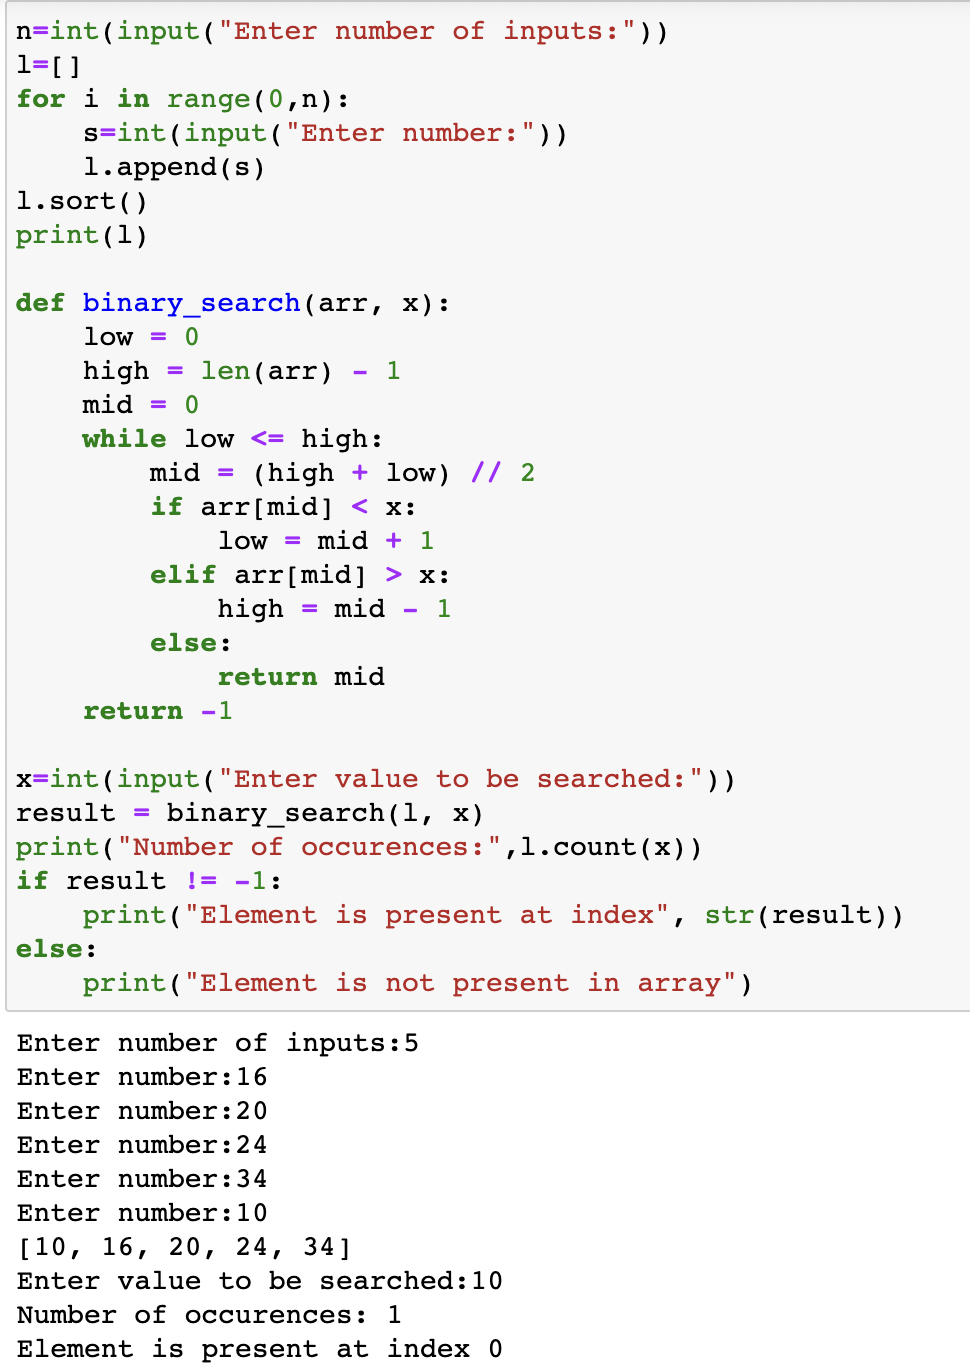 n=int(input("Enter number of inputs:"))
l=[]
for i in range(0,n):
    s=int(input("Enter number:"))
    l.append(s)
l.sort()
print(l)

def binary_search(arr, x):
    low = 0
    high = len(arr) - 1
    mid = 0
    while low <= high:
        mid = (high + low) // 2
        if arr[mid] < x:
            low = mid + 1
        elif arr[mid] > x:
            high = mid - 1
        else:
            return mid
    return -1

x=int(input("Enter value to be searched:"))
result = binary_search(l, x)
print("Number of occurences:",l.count(x))
if result != -1:
    print("Element is present at index", str(result))
else:
    print("Element is not present in array")
Enter number of inputs:5
Enter number:16
Enter number:20
Enter number:24
Enter number:34
Enter number:10
[10, 16, 20, 24, 34]
Enter value to be searched:10
Number of occurences: 1
Element is present at index 0